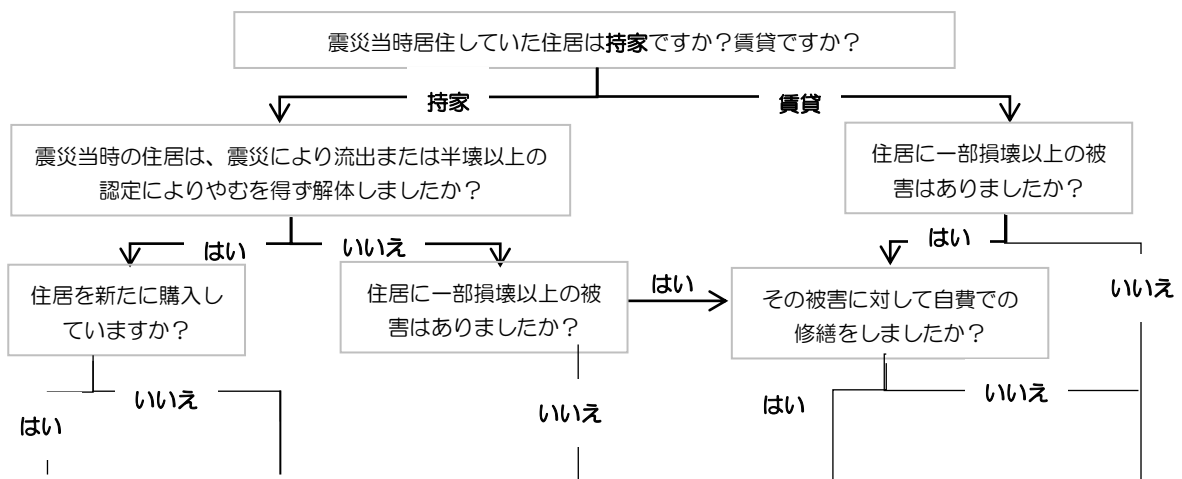 震災当時居住していた住居は持家ですか？賃貸ですか？
持家
賃貸
震災当時の住居は、震災により流出または半壊以上の
認定によりやむを得ず解体しましたか？
住居に一部損壊以上の被
害はありましたか？
はい
いいえ
はい
いいえ
住居を新たに購入し
ていますか？
住居に一部損壊以上の被
害はありましたか？
はい
その被害に対して自費での
修繕をしましたか？
はい
いいえ
いいえ
はい
いいえ